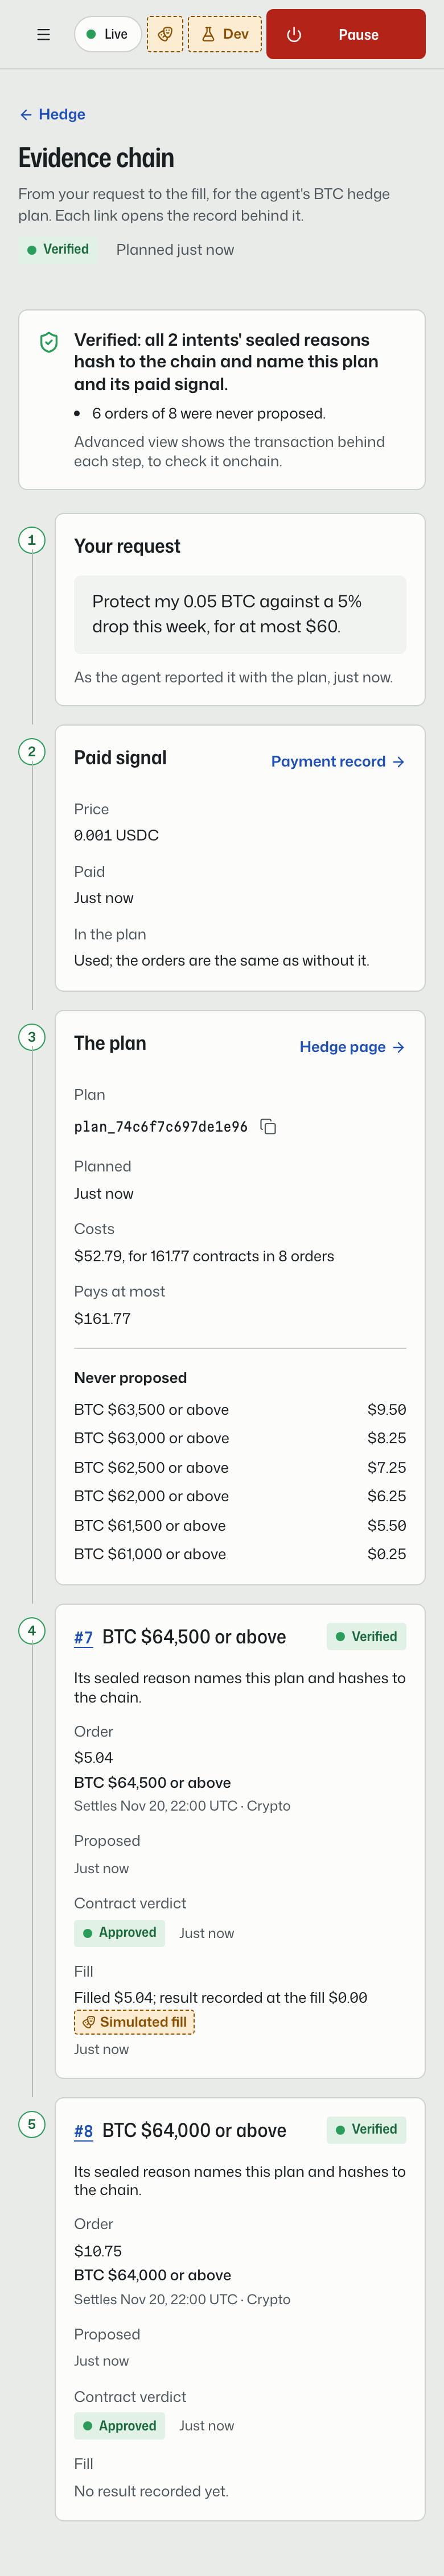 Live
Dev
Pause
Hedge
Evidence chain
From your request to the fill, for the agent's BTC hedge
plan. Each link opens the record behind it.
Verified
Planned just now
Verified: all 2 intents' sealed reasons
hash to the chain and name this plan
and its paid signal.
• 6 orders of 8 were never proposed.
Advanced view shows the transaction behind
each step, to check it onchain.
1
Your request
Protect my 0.05 BTC against a 5%
drop this week, for at most $60.
As the agent reported it with the plan, just now.
2
Paid signal
Payment record →
Price
0.001 USDC
Paid
Just now
In the plan
Used; the orders are the same as without it.
3
The plan
Hedge page →
Plan
plan_74c6f7c697de1e96
Planned
Just now
Costs
$52.79, for 161.77 contracts in 8 orders
Pays at most
$161.77
Never proposed
BTC $63,500 or above $9.50
BTC $63,000 or above $8.25
BTC $62,500 or above $7.25
BTC $62,000 or above $6.25
BTC $61,500 or above $5.50
BTC $61,000 or above $0.25
4
#7 BTC $64,500 or above
Verified
Its sealed reason names this plan and hashes to
the chain.
Order
$5.04
BTC $64,500 or above
Settles Nov 20, 22:00 UTC · Crypto
Proposed
Just now
Contract verdict
Approved Just now
Fill
Filled $5.04; result recorded at the fill $0.00
Simulated fill
Just now
5
#8 BTC $64,000 or above
Verified
Its sealed reason names this plan and hashes to
the chain.
Order
$10.75
BTC $64,000 or above
Settles Nov 20, 22:00 UTC · Crypto
Proposed
Just now
Contract verdict
Approved Just now
Fill
No result recorded yet.